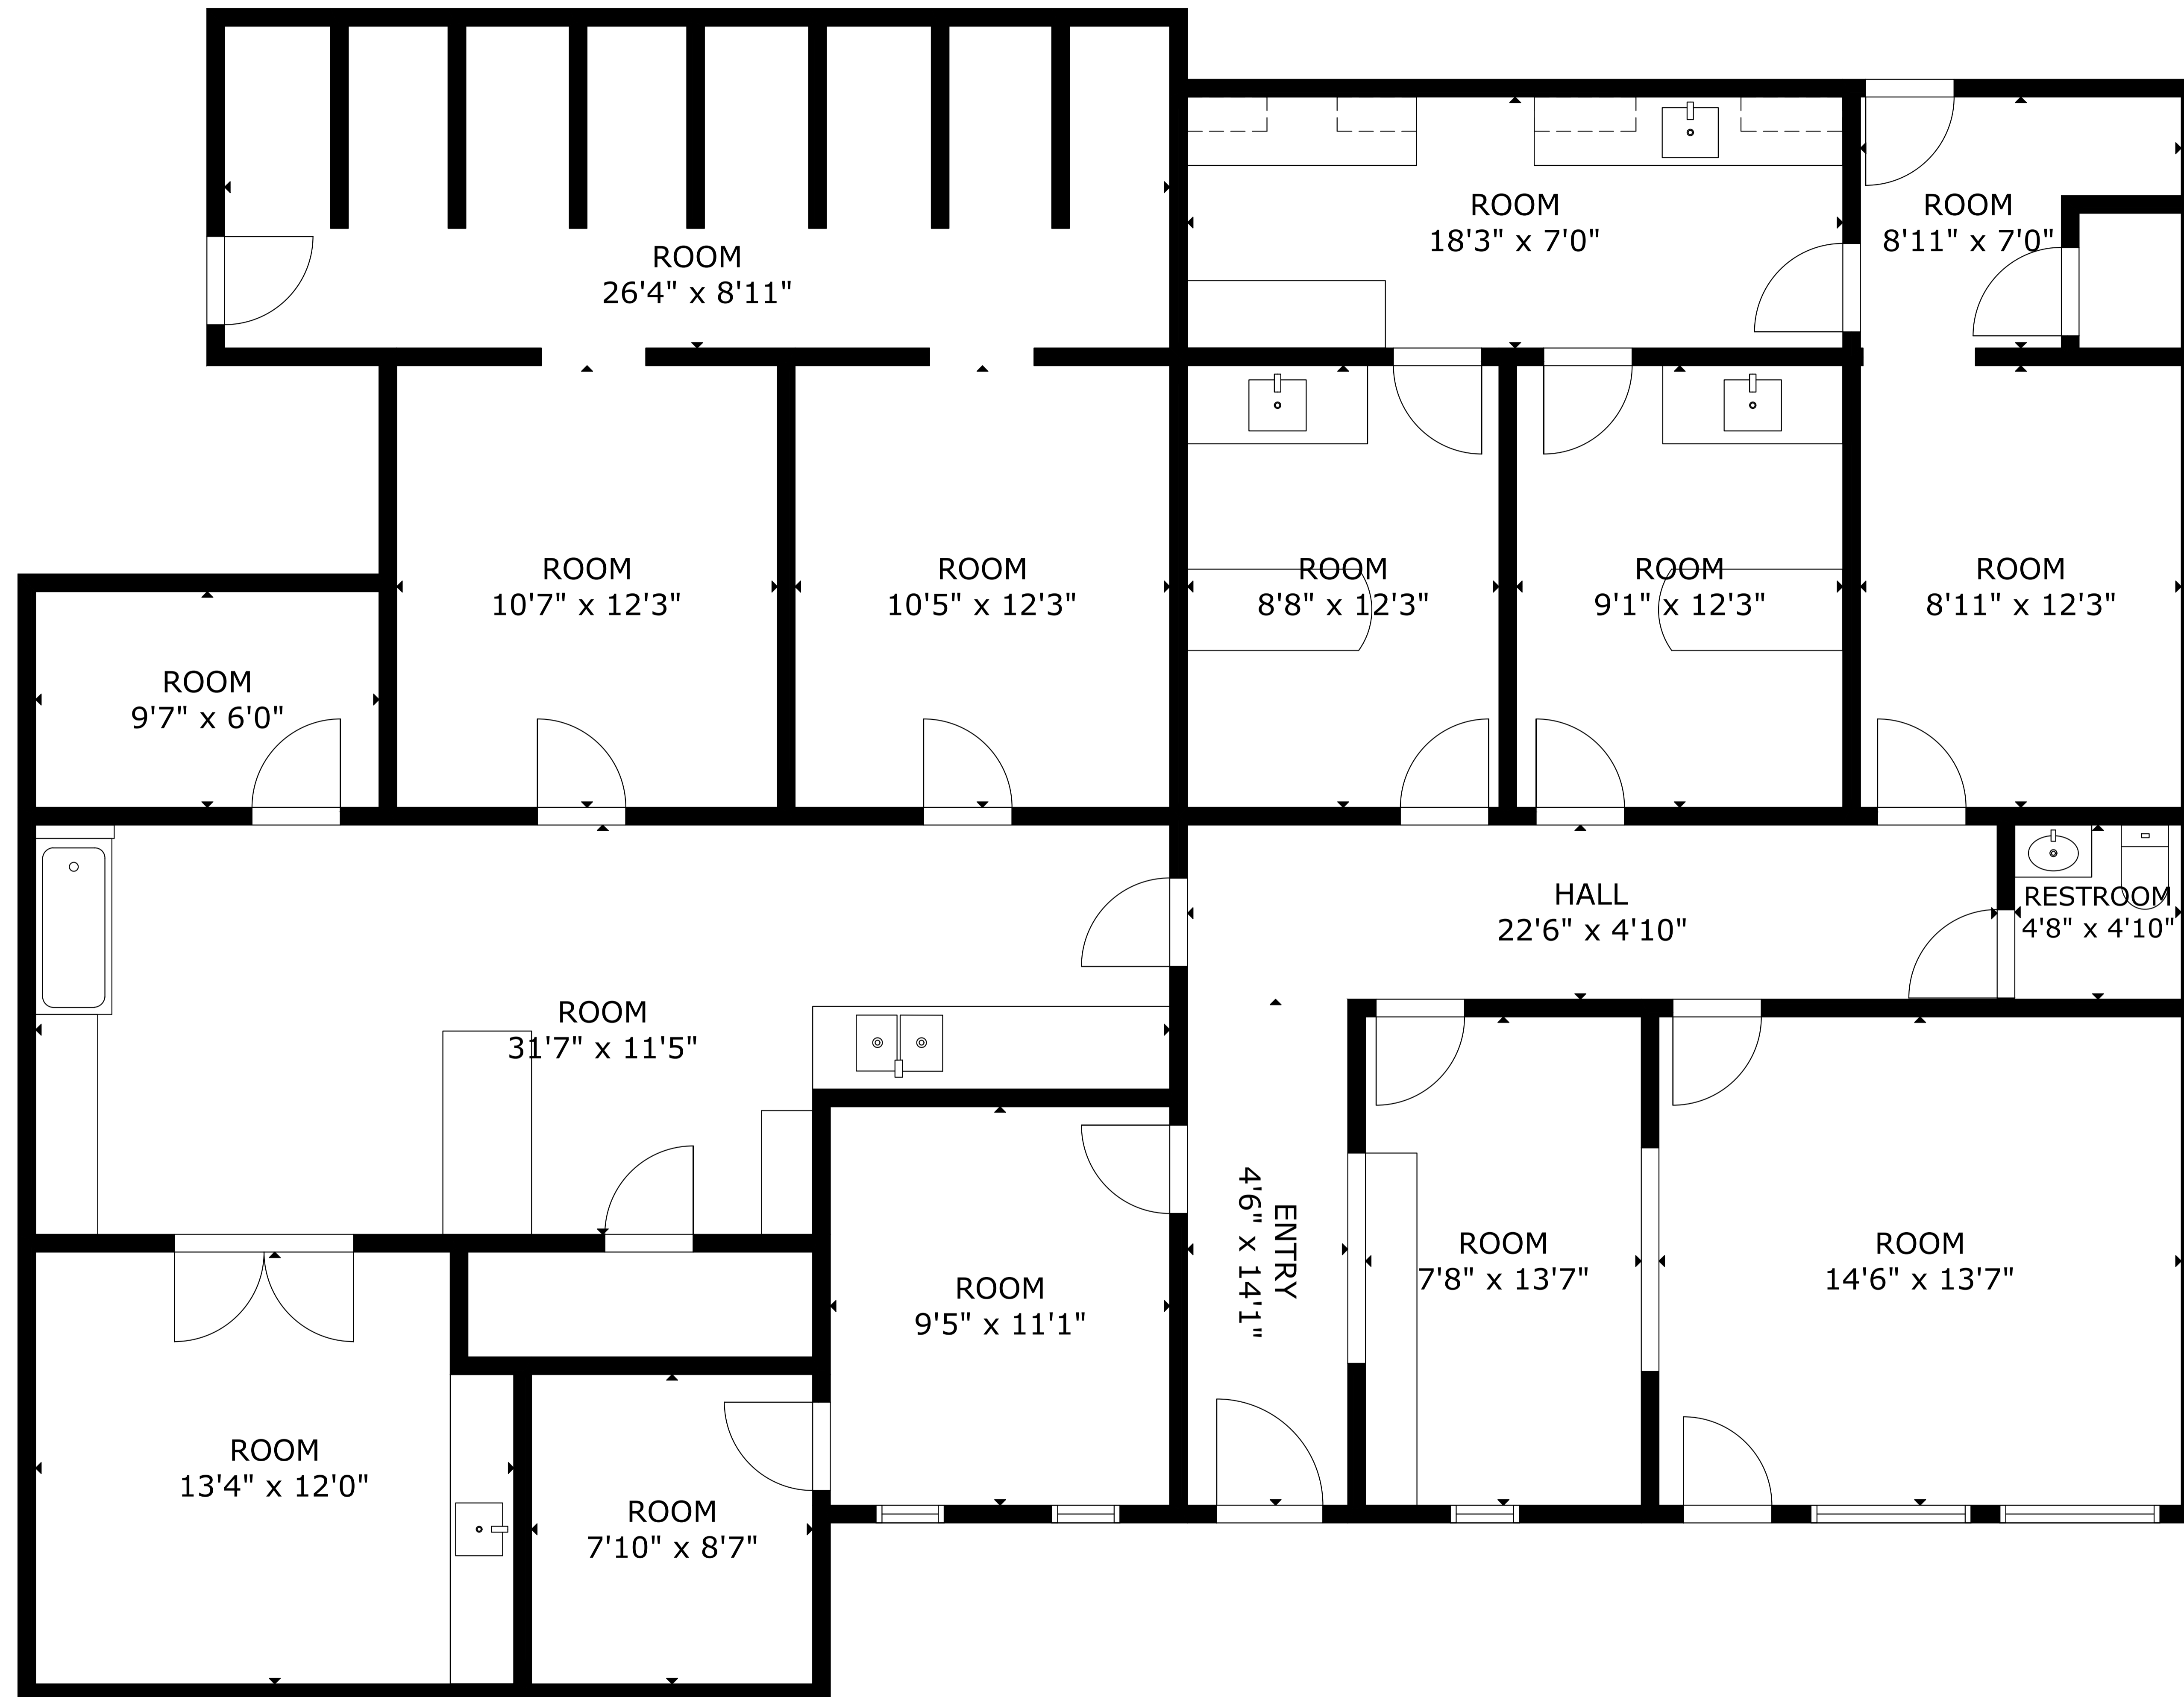 ROOM
18'3" x 7'0"
ROOM
8'11" x 7'0"
ROOM
26'4" x 8'11"
ROOM
10'7" x 12'3"
ROOM
10'5" x 12'3"
ROOM
8'8" x 12'3"
ROOM
9'1" x 12'3"
ROOM
8'11" x 12'3"
ROOM
9'7" x 6'0"
HALL
22'6" x 4'10"
RESTROOM
4'8" x 4'10"
ROOM
31'7" x 11'5"
ENTRY
4'6" x 14'1"
ROOM
7'8" x 13'7"
ROOM
14'6" x 13'7"
ROOM
9'5" x 11'1"
ROOM
13'4" x 12'0"
ROOM
7'10" x 8'7"